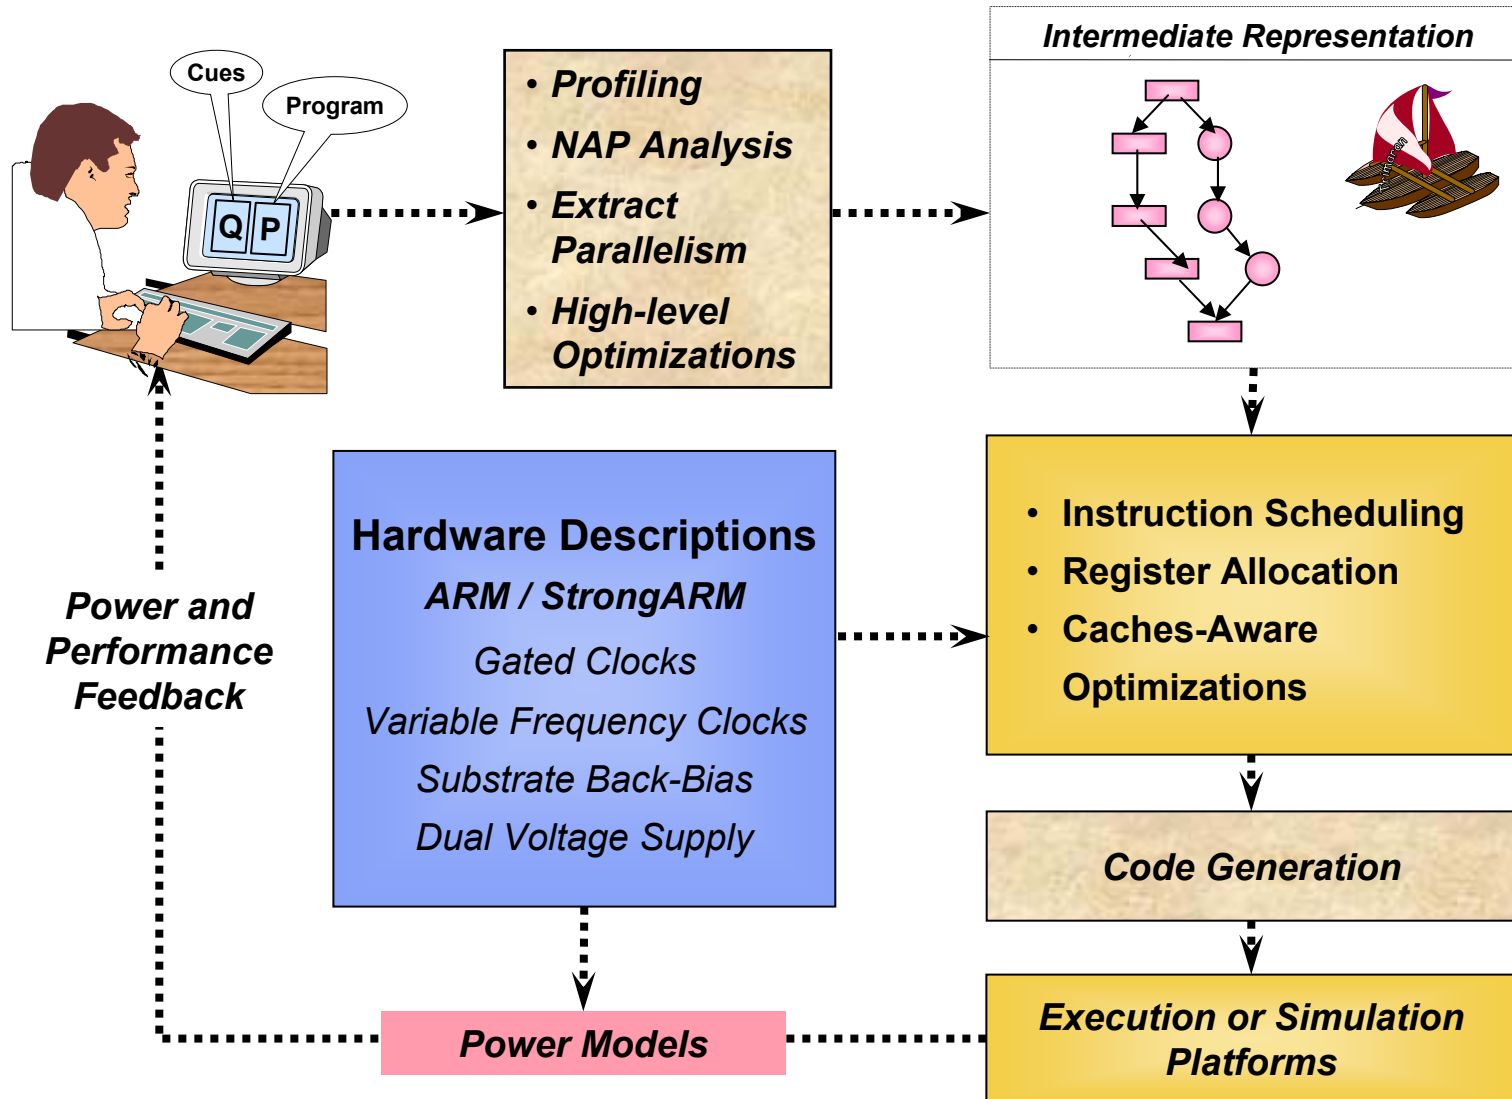 Cues
Program
Q P
• Profiling
• NAP Analysis
• Extract
Parallelism
• High-level
Optimizations
Intermediate Representation
Trimaran
Hardware Descriptions
ARM / StrongARM
Gated Clocks
Variable Frequency Clocks
Substrate Back-Bias
Dual Voltage Supply
• Instruction Scheduling
• Register Allocation
• Caches-Aware
Optimizations
Power and
Performance
Feedback
Code Generation
Power Models
Execution or Simulation
Platforms